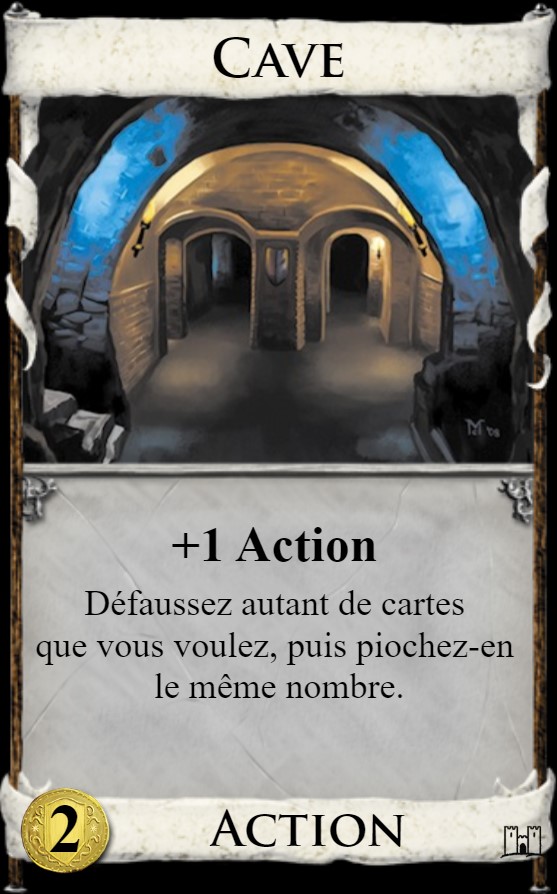 CAVE
+1 Action
Défaussez autant de cartes
que vous voulez, puis piochez-en
le même nombre.
2
ACTION